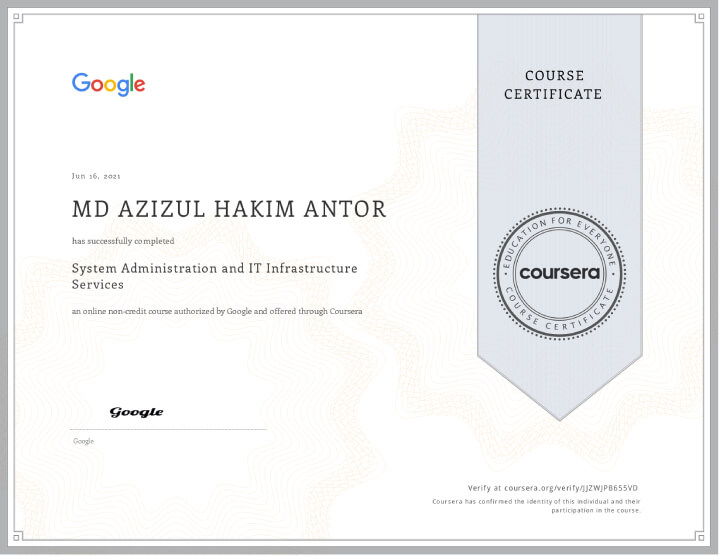 Google
COURSE
CERTIFICATE
Jun 16, 2021
MD AZIZUL HAKIM ANTOR
has successfully completed
System Administration and IT Infrastructure
Services
an online non-credit course authorized by Google and offered through Coursera
EDUCATION FOR EVERYONE
coursera
COURSE CERTIFICATE
Google
Google
Verify at coursera.org/verify/JJZWJPB655VD
Coursera has confirmed the identity of this individual and their
participation in the course.